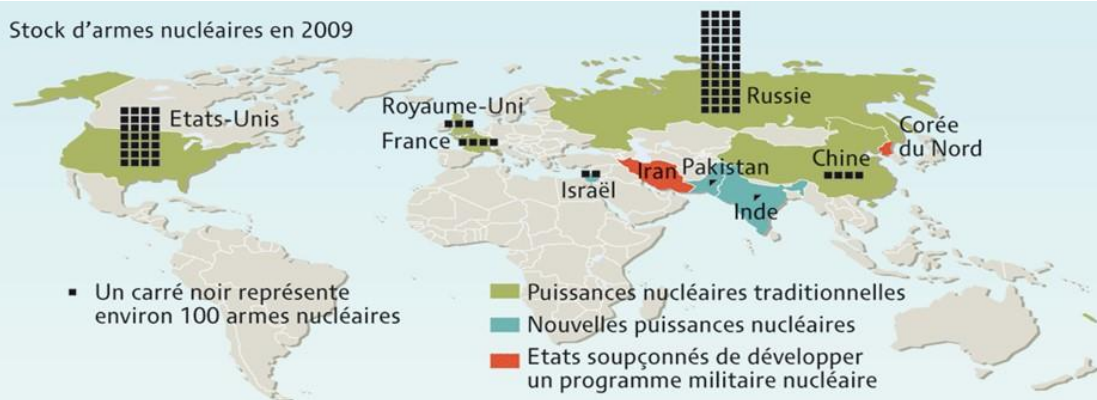 Stock d'armes nucléaires en 2009
Etats-Unis
Royaume-Uni
France
Israël
Russie
Iran
Pakistan
Inde
Chine
Corée
du Nord
Un carré noir représente
environ 100 armes nucléaires
Puissances nucléaires traditionnelles
Nouvelles puissances nucléaires
Etats soupçonnés de développer
un programme militaire nucléaire